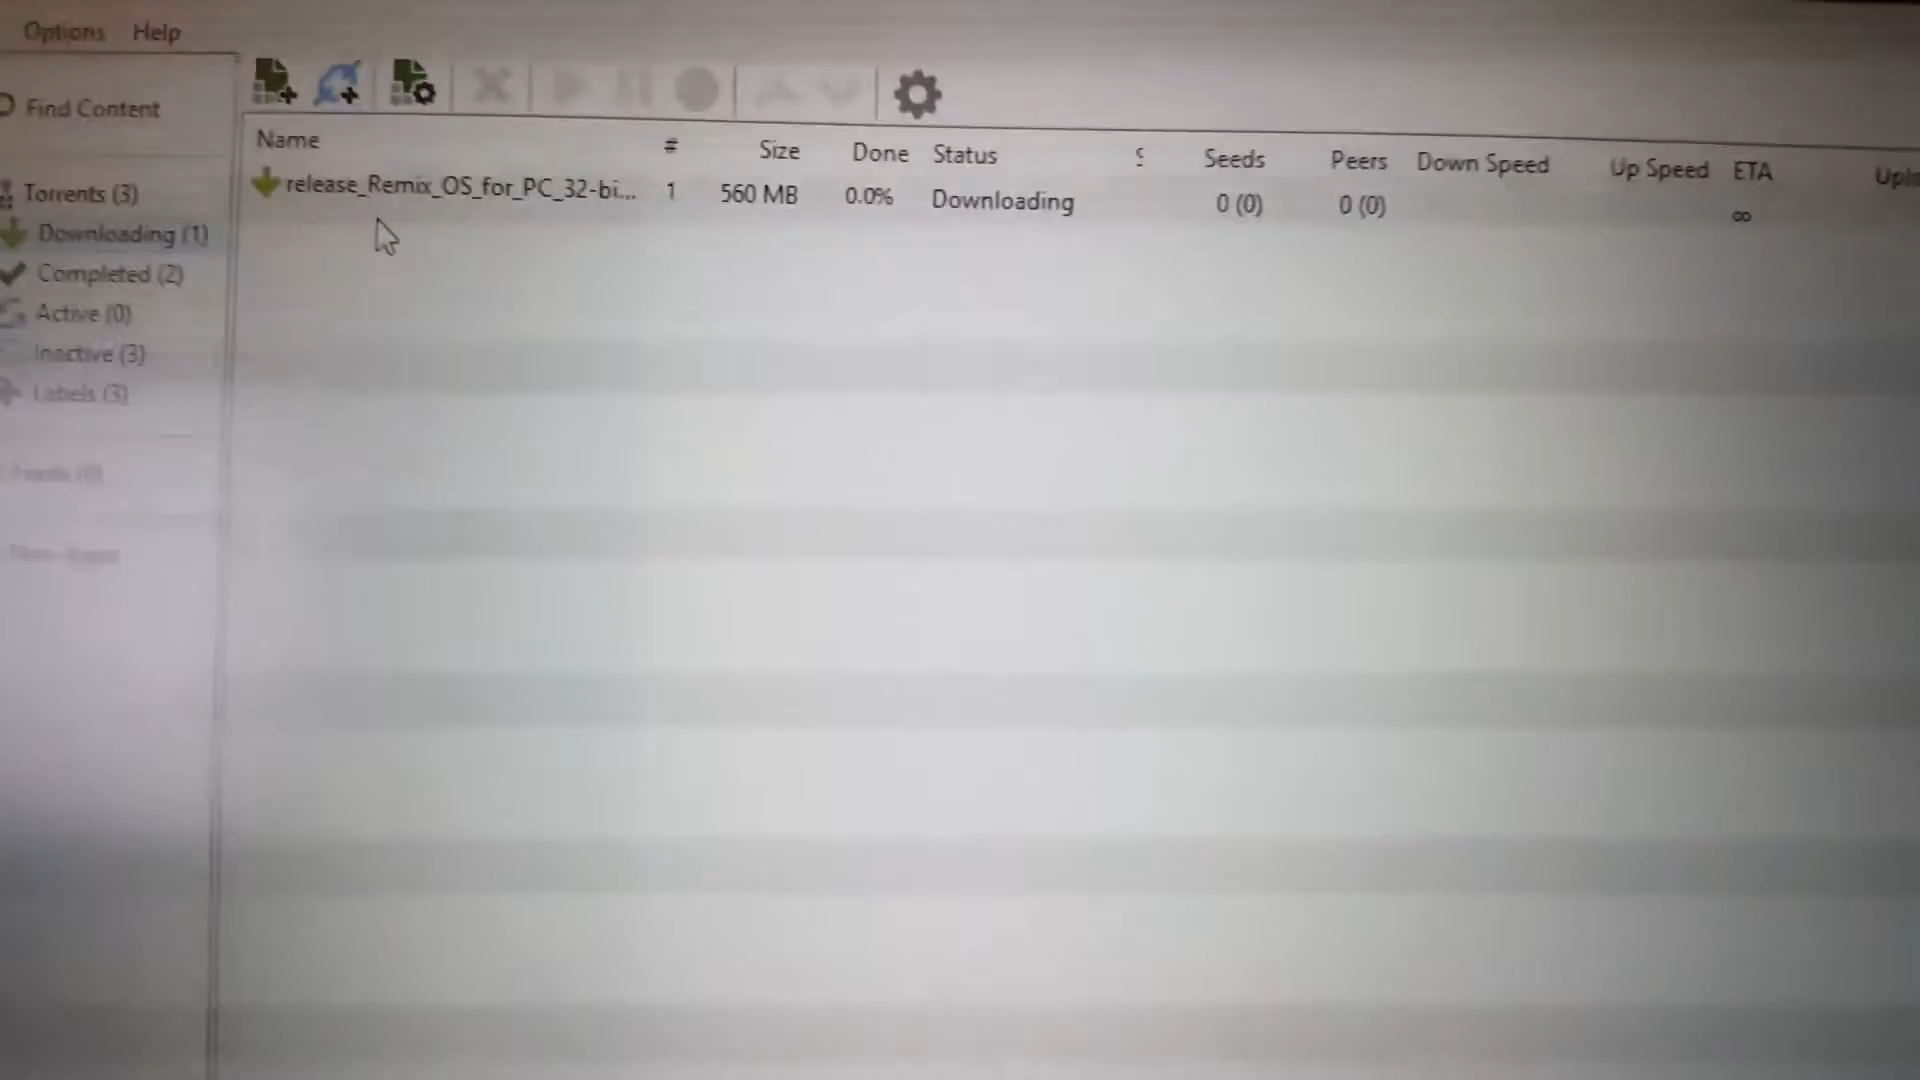 Options Help
Find Content
Torrents (3)
Downloading (1)
Completed (2)
Active (0)
Inactive (3)
Labels (3)
Name # Size Done Status Seeds Peers Down Speed Up Speed ETA
release_Remix_OS_for_PC_32-bi... 1 560 MB 0.0% Downloading 0 (0) 0 (0) ∞